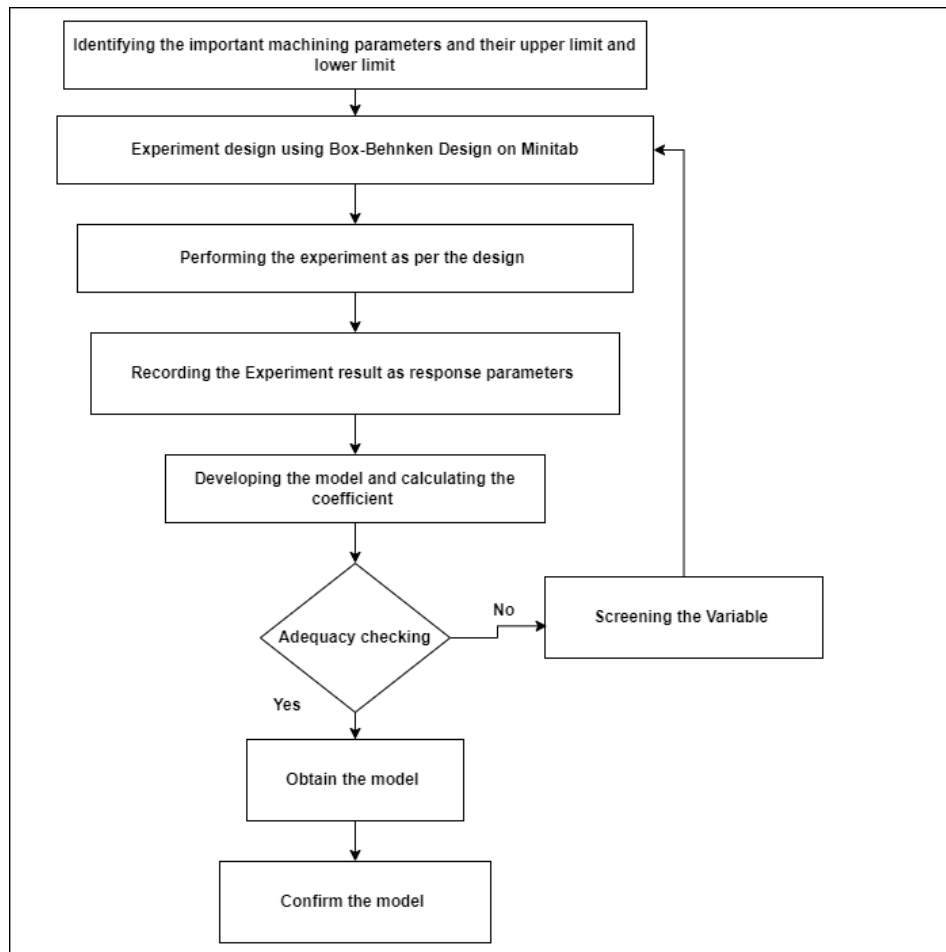 Identifying the important machining parameters and their upper limit and
lower limit
Experiment design using Box-Behnken Design on Minitab
Performing the experiment as per the design
Recording the Experiment result as response parameters
Developing the model and calculating the
coefficient
Adequacy checking
No
Screening the Variable
Yes
Obtain the model
Confirm the model